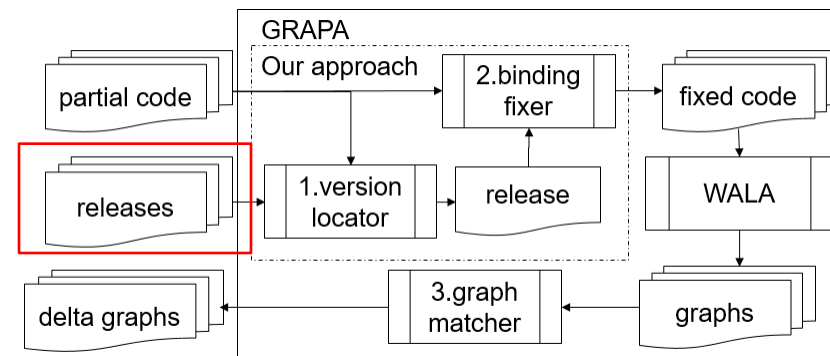 GRAPA
Our approach
partial code
2.binding
fixer
fixed code
releases
1.version
locator
release
WALA
delta graphs
3.graph
matcher
graphs